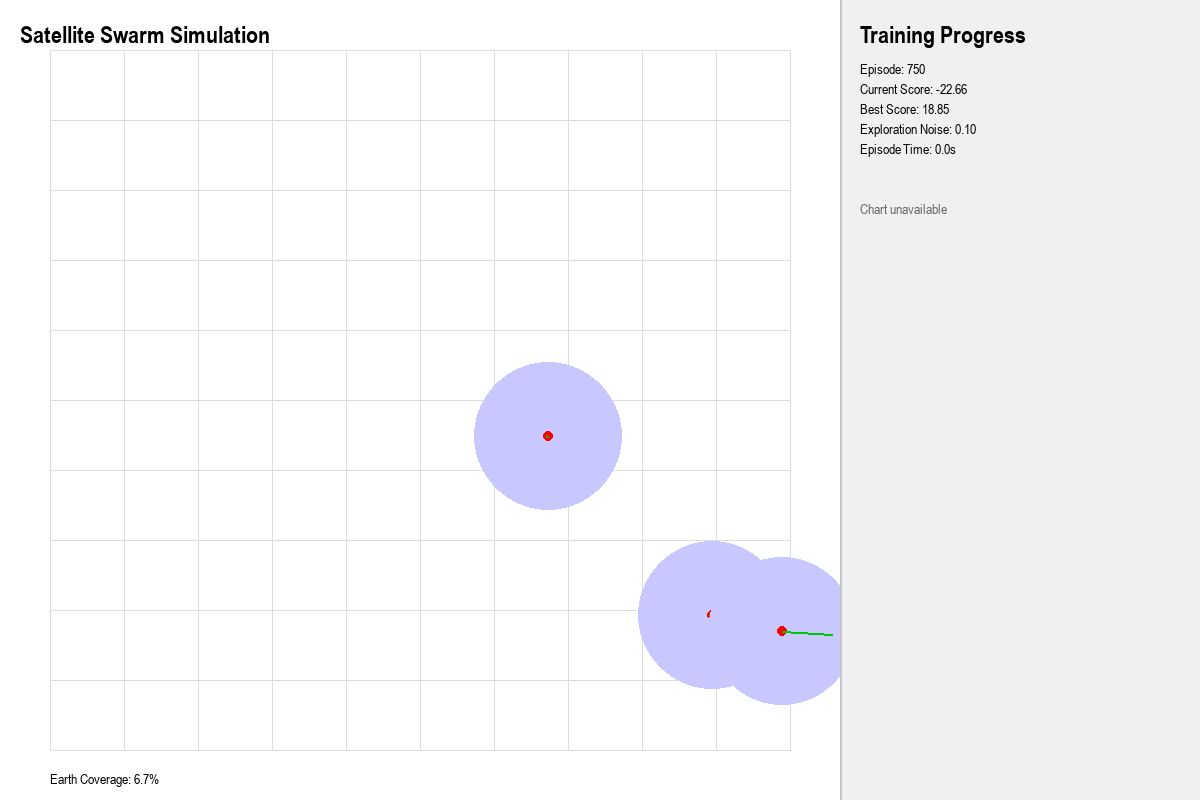 Satellite Swarm Simulation
Earth Coverage: 6.7%
Training Progress
Episode: 750
Current Score: -22.66
Best Score: 18.85
Exploration Noise: 0.10
Episode Time: 0.0s
Chart unavailable